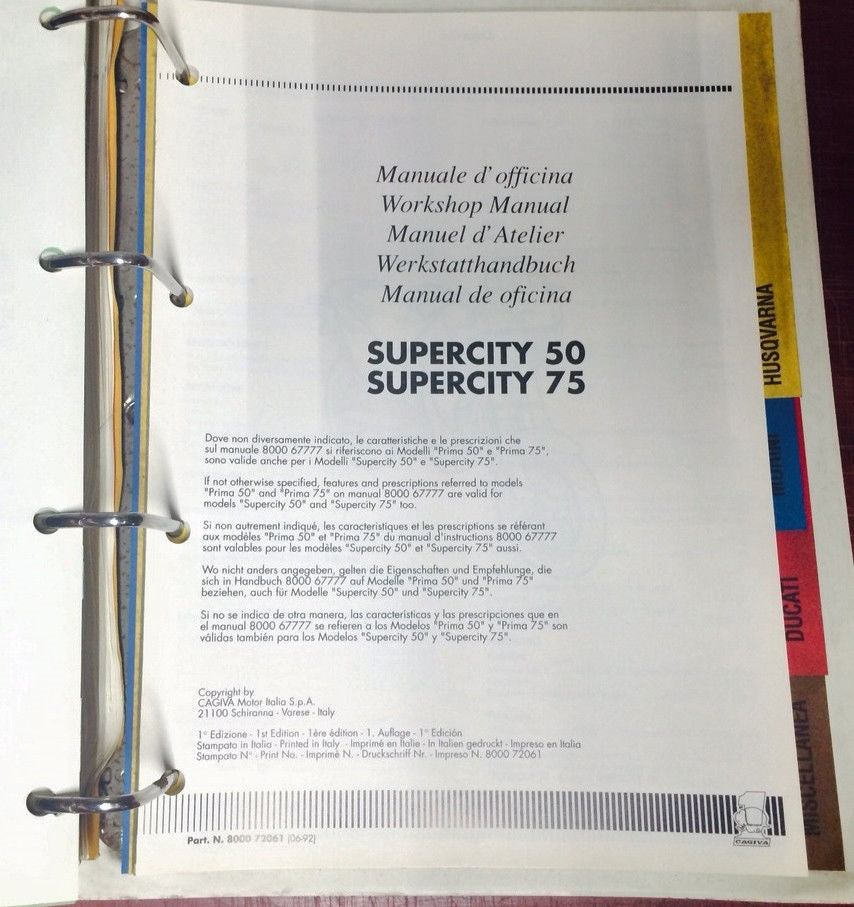 Manuale d'officina
Workshop Manual
Manuel d'Atelier
Werkstatthandbuch
Manual de oficina
SUPERCITY 50
SUPERCITY 75
Dove non diversamente indicato, le caratteristiche e le prescrizioni che
sul manuale 8000 67777 si riferiscono ai Modelli "Prima 50" e "Prima 75",
sono valide anche per i Modelli "Supercity 50" e "Supercity 75".
If not otherwise specified, features and prescriptions referred to models
"Prima 50" and "Prima 75" on manual 8000 67777 are valid for
models "Supercity 50" and "Supercity 75" too.
Si non autrement indiqué, les caracteristiques et les prescriptions se référant
aux modèles "Prima 50" et "Prima 75" du manual d'instructions 8000 67777
sont valables pour les modèles "Supercity 50" et "Supercity 75" aussi.
Wo nicht anders angegeben, gelten die Eigenschaften und Empfehlunge, die
sich in Handbuch 8000 67777 auf Modelle "Prima 50" und "Prima 75"
beziehen, auch für Modelle "Supercity 50" und "Supercity 75".
Si no se indica de otra manera, las características y las prescripciones que en
el manual 8000 67777 se refieren a los Modelos "Prima 50" y "Prima 75" son
válidas también para los Modelos "Supercity 50" y "Supercity 75".
Copyright by
CAGIVA Motor Italia S.p.A.
21100 Schiranna - Varese - Italy
1° Edizione - 1st Edition - 1ère édition - 1. Auflage - 1° Edición
Stampato in Italia - Printed in Italy - Imprimé en Italie - In Italien gedruckt - Impreso en Italia
Stampato N° - Print No. - Imprimé N. - Druckschrift Nr. - Impreso N. 8000 72061
Part. N. 8000 72061 (06-92)
CAGIVA
HUSQVARNA
MORINI
DUCATI
MISCELLANEA